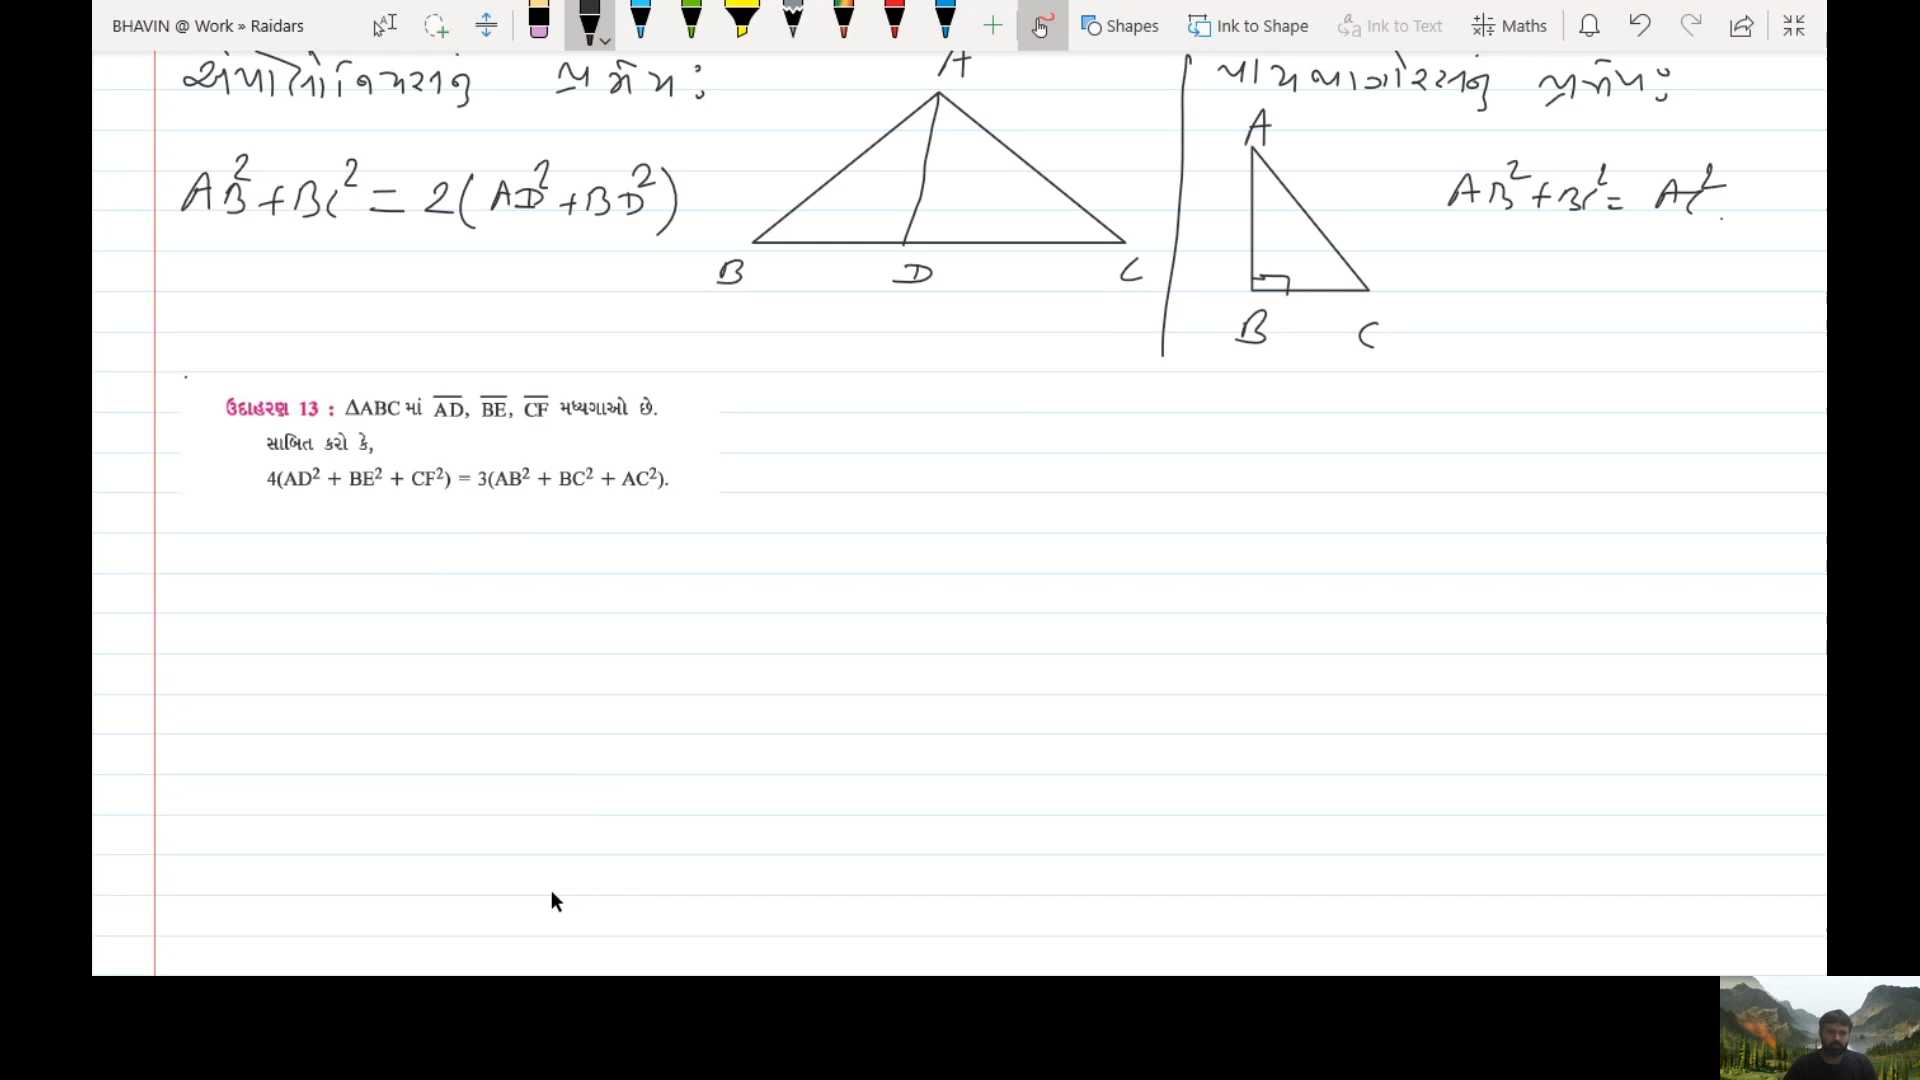 BHAVIN @ Work » Raidars
Shapes
Ink to Shape
Ink to Text
Maths
પ્રમેય :
A
B
D
C
AB²+BC² = 2(AD²+BD²)
પાયથાગોરસનું પ્રમેય :
A
B
C
AB²+BC² = AC².
ઉદાહરણ 13 : ΔABC માં AD, BE, CF મધ્યગાઓ છે.
સાબિત કરો કે,
4(AD² + BE² + CF²) = 3(AB² + BC² + AC²).